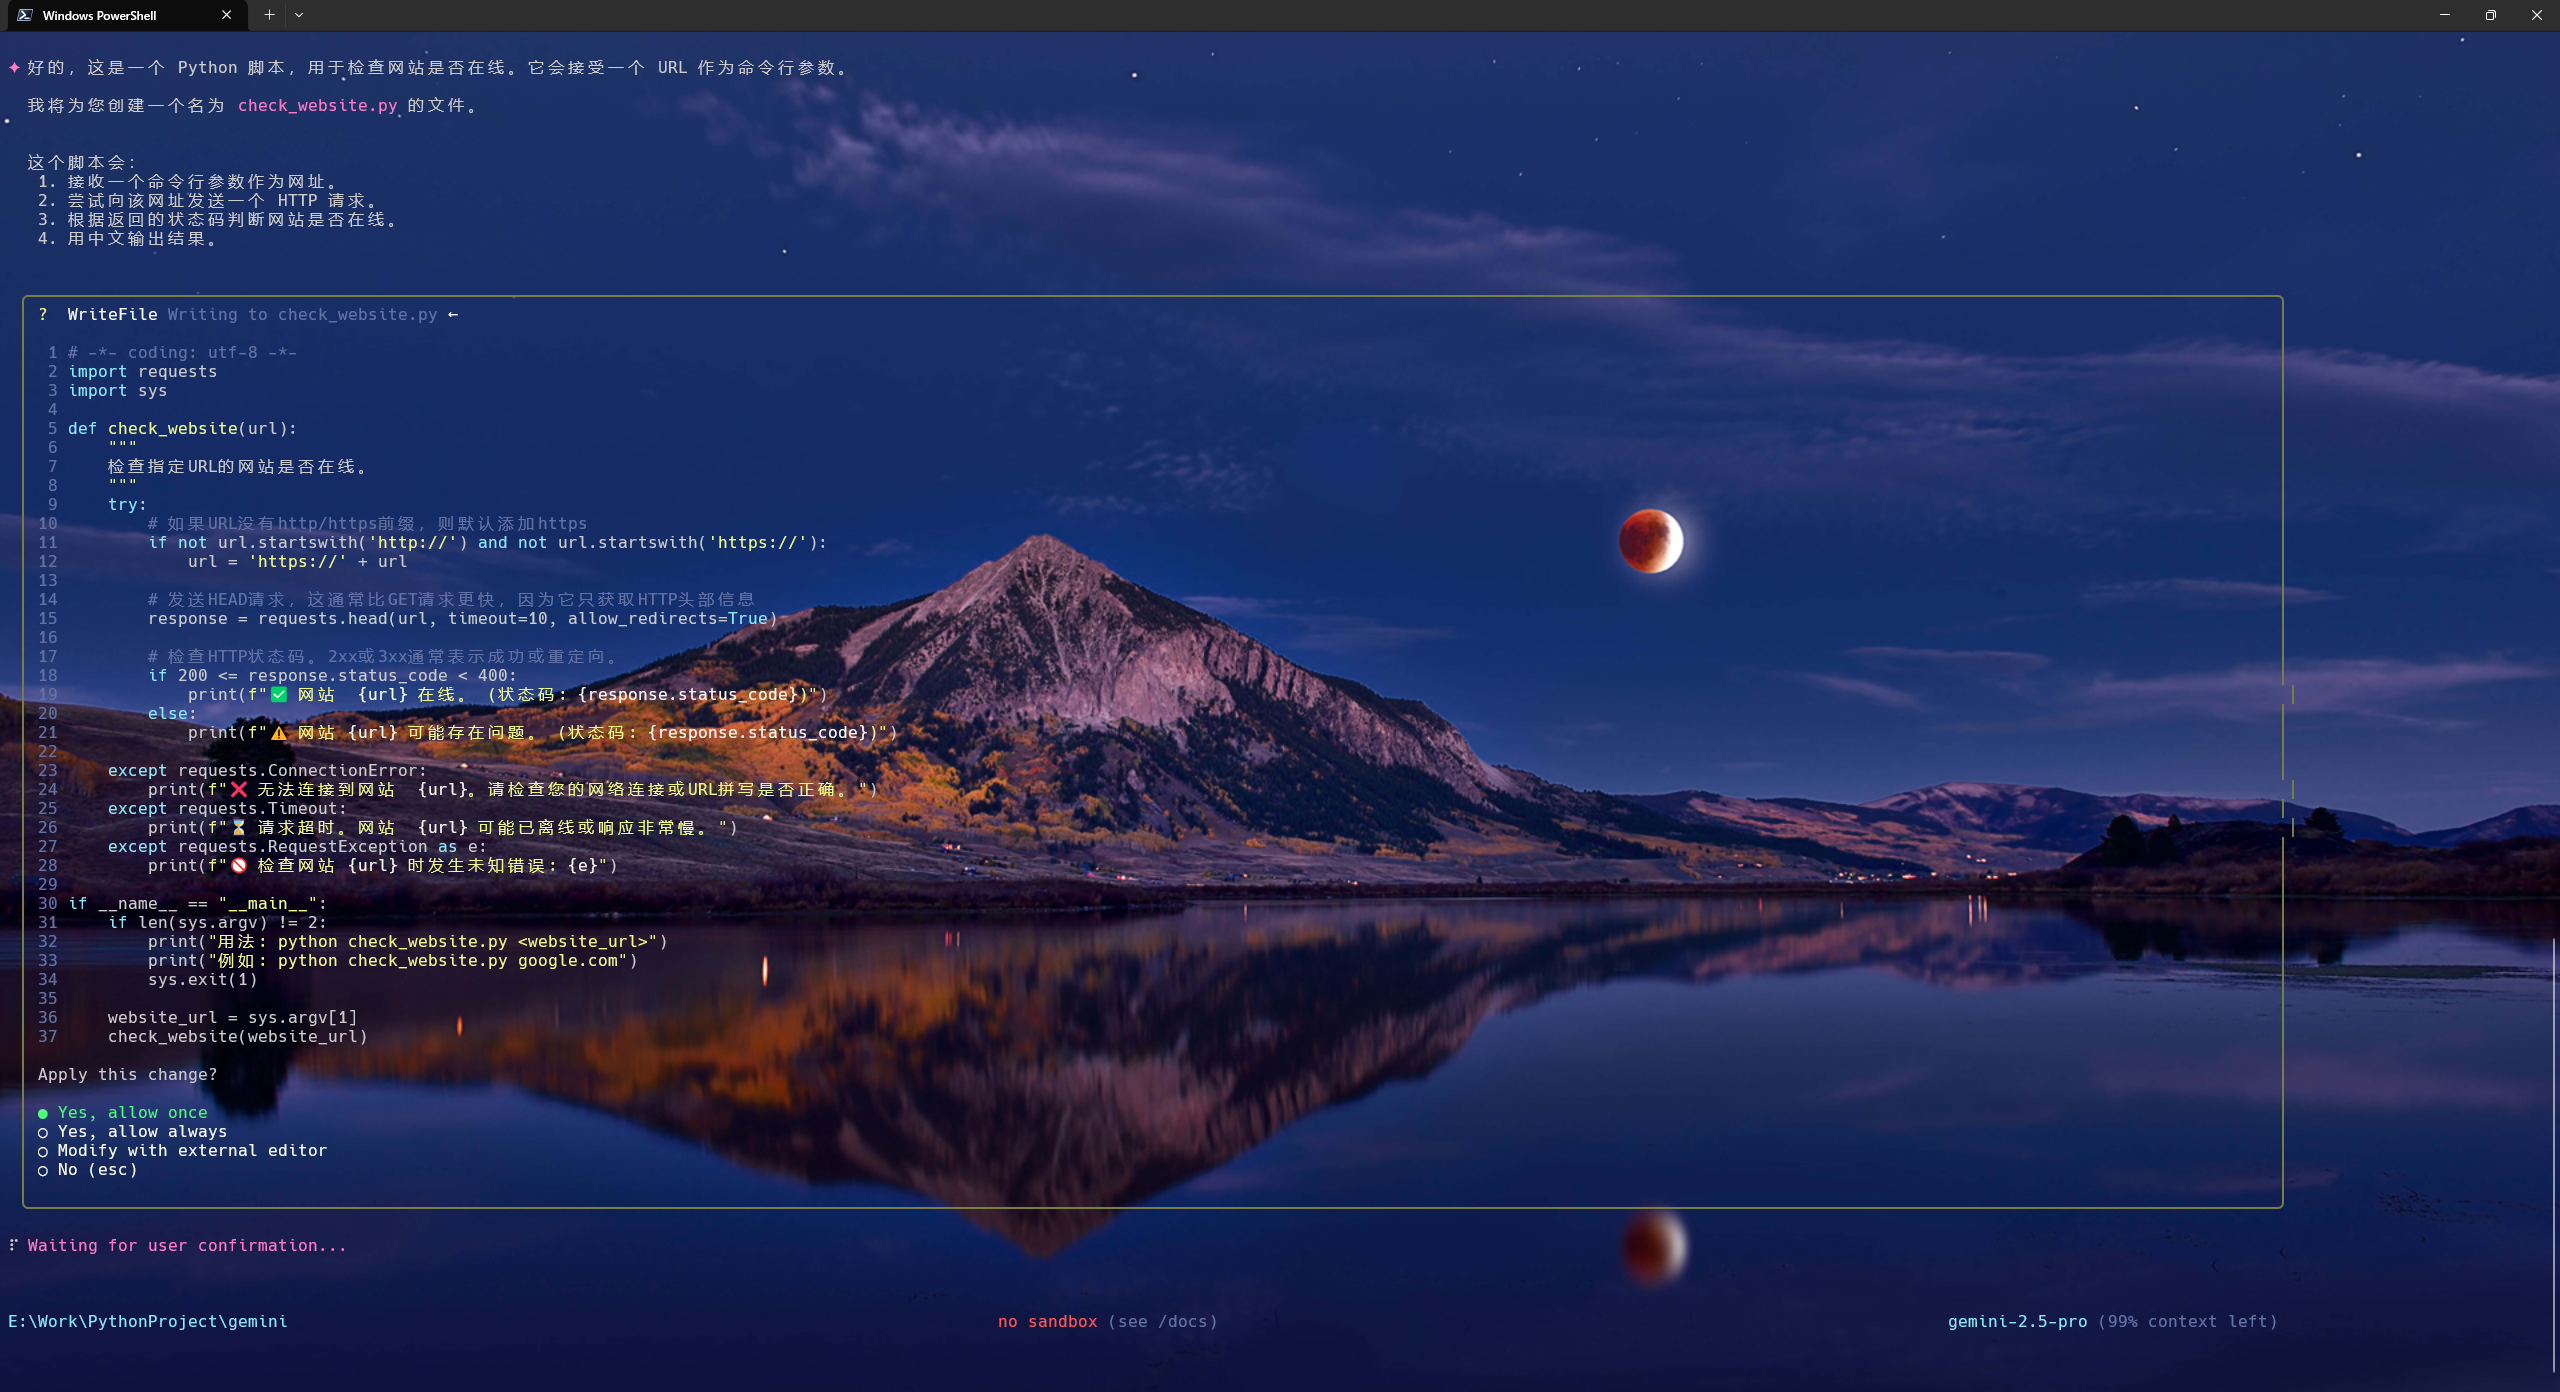 Windows PowerShell
✦ 好的，这是一个 Python 脚本，用于检查网站是否在线。它会接受一个 URL 作为命令行参数。
我将为您创建一个名为 check_website.py 的文件。
这个脚本会：
1. 接收一个命令行参数作为网址。
2. 尝试向该网址发送一个 HTTP 请求。
3. 根据返回的状态码判断网站是否在线。
4. 用中文输出结果。
? WriteFile Writing to check_website.py ←
1 # -*- coding: utf-8 -*-
2 import requests
3 import sys
4
5 def check_website(url):
6     """
7     检查指定URL的网站是否在线。
8     """
9     try:
10         # 如果URL没有http/https前缀，则默认添加https
11         if not url.startswith('http://') and not url.startswith('https://'):
12             url = 'https://' + url
13
14         # 发送HEAD请求，这通常比GET请求更快，因为它只获取HTTP头部信息
15         response = requests.head(url, timeout=10, allow_redirects=True)
16
17         # 检查HTTP状态码。2xx或3xx通常表示成功或重定向。
18         if 200 <= response.status_code < 400:
19             print(f"✅ 网站  {url} 在线。 (状态码: {response.status_code})")
20         else:
21             print(f"⚠️ 网站 {url} 可能存在问题。 (状态码: {response.status_code})")
22
23     except requests.ConnectionError:
24         print(f"❌ 无法连接到网站  {url}。请检查您的网络连接或URL拼写是否正确。")
25     except requests.Timeout:
26         print(f"⌛ 请求超时。网站  {url} 可能已离线或响应非常慢。")
27     except requests.RequestException as e:
28         print(f"🚫 检查网站 {url} 时发生未知错误: {e}")
29
30 if __name__ == "__main__":
31     if len(sys.argv) != 2:
32         print("用法: python check_website.py <website_url>")
33         print("例如: python check_website.py google.com")
34         sys.exit(1)
35
36     website_url = sys.argv[1]
37     check_website(website_url)
Apply this change?
● Yes, allow once
○ Yes, allow always
○ Modify with external editor
○ No (esc)
⠏ Waiting for user confirmation...
E:\Work\PythonProject\gemini no sandbox (see /docs) gemini-2.5-pro (99% context left)